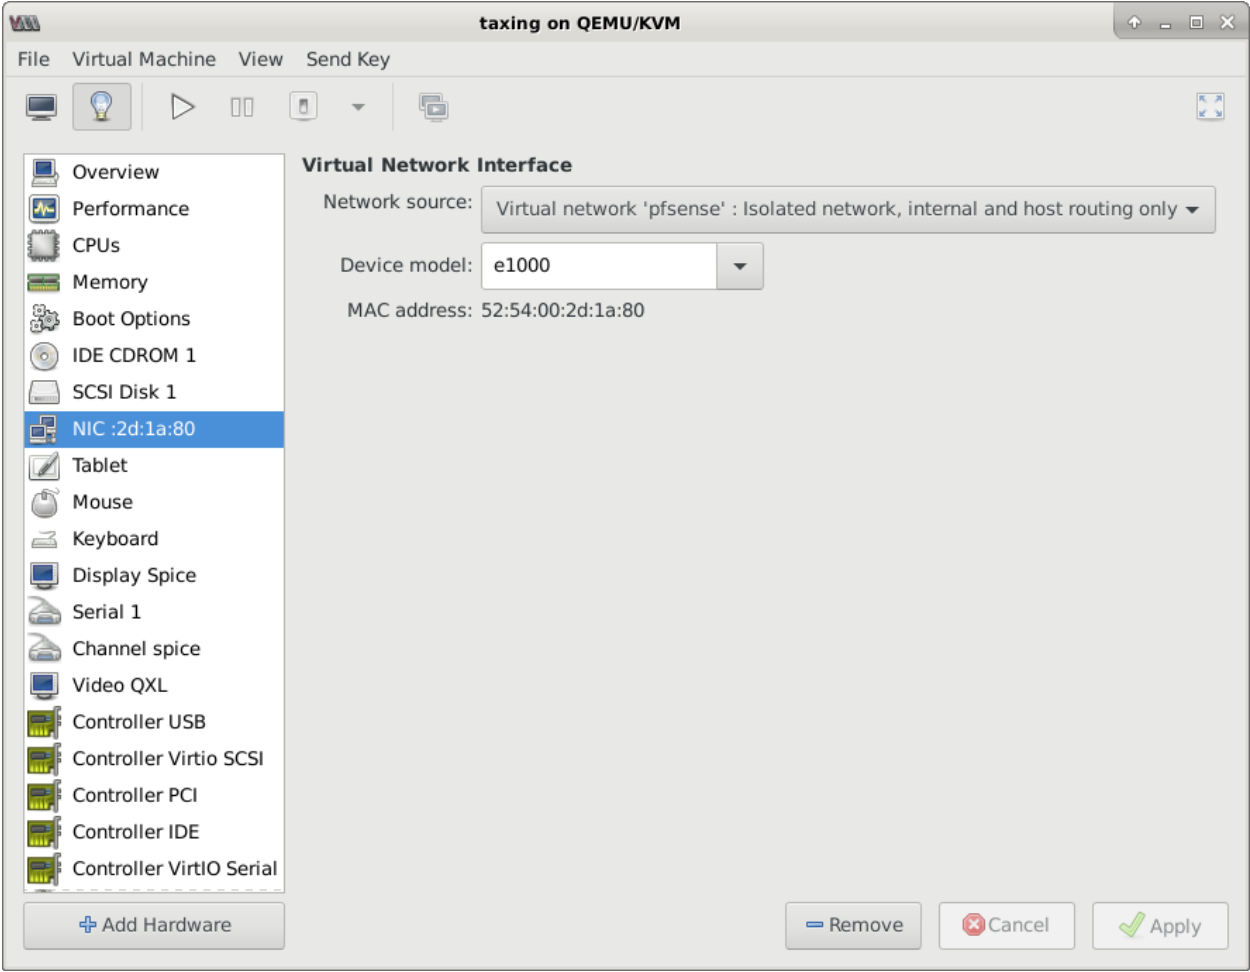 taxing on QEMU/KVM
File Virtual Machine View Send Key
Overview
Performance
CPUs
Memory
Boot Options
IDE CDROM 1
SCSI Disk 1
NIC :2d:1a:80
Tablet
Mouse
Keyboard
Display Spice
Serial 1
Channel spice
Video QXL
Controller USB
Controller Virtio SCSI
Controller PCI
Controller IDE
Controller VirtIO Serial
Add Hardware
Virtual Network Interface
Network source: Virtual network 'pfsense' : Isolated network, internal and host routing only
Device model: e1000
MAC address: 52:54:00:2d:1a:80
Remove Cancel Apply